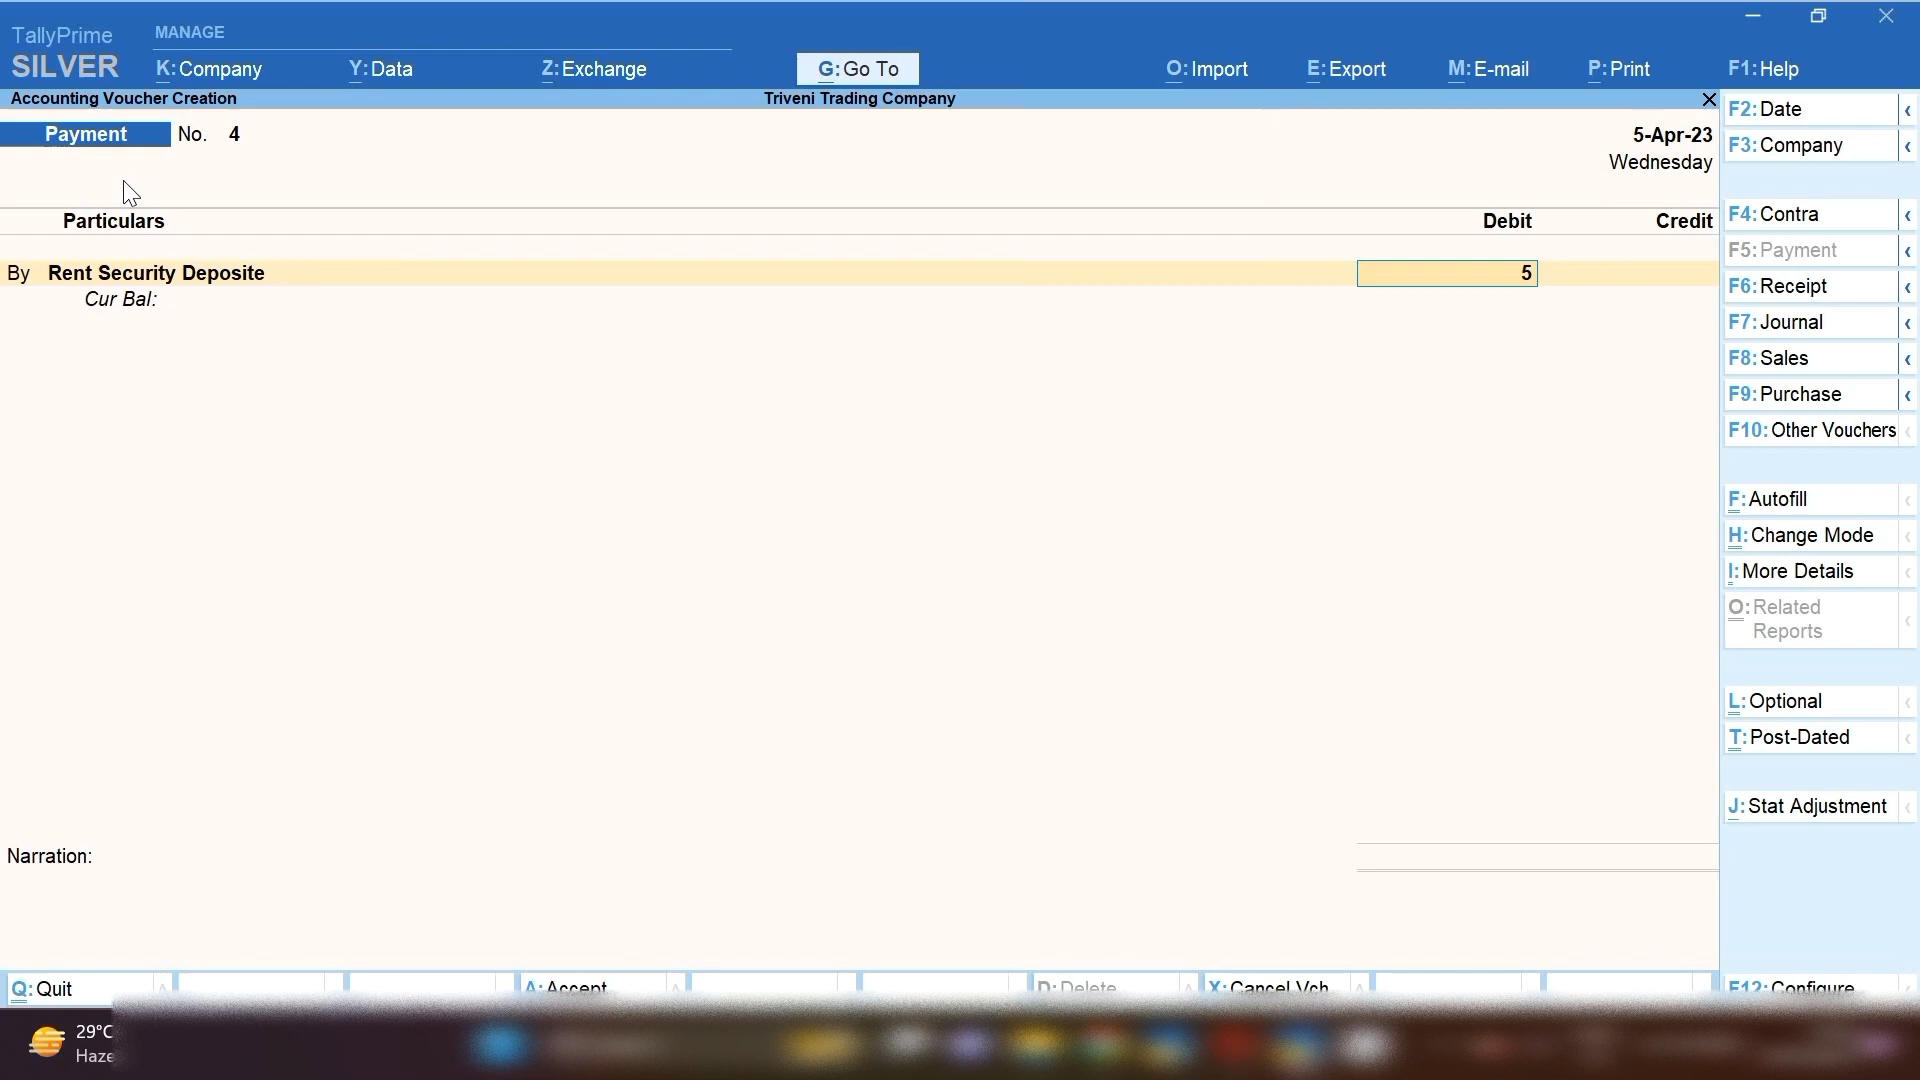 TallyPrime
SILVER
MANAGE
K:Company
Y:Data
Z:Exchange
G:Go To
O:Import
E:Export
M:E-mail
P:Print
F1:Help
Accounting Voucher Creation
Triveni Trading Company
Payment No. 4
5-Apr-23
Wednesday
Particulars Debit Credit
By Rent Security Deposite 5
Cur Bal:
Narration:
F2:Date
F3:Company
F4:Contra
F5:Payment
F6:Receipt
F7:Journal
F8:Sales
F9:Purchase
F10:Other Vouchers
F:Autofill
H:Change Mode
I:More Details
O:Related
Reports
L:Optional
T:Post-Dated
J:Stat Adjustment
Q:Quit
A:Accept
D:Delete
X:Cancel Vch
F12:Configure
29°C
Haze